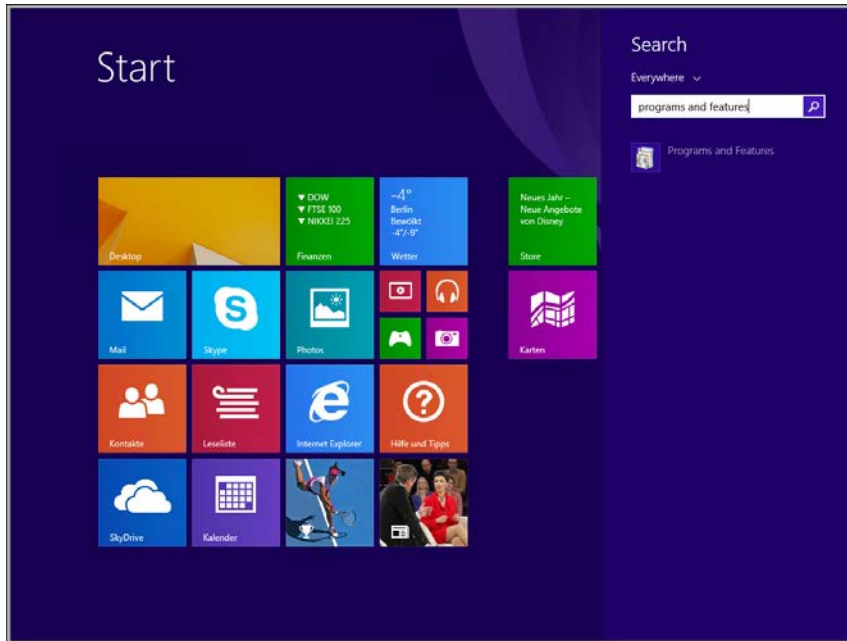 Start
Search
Everywhere
programs and features
Programs and Features
Desktop
▼ DOW
▼ FTSE 100
▼ NIKKEI 225
Finanzen
-4°
Berlin
Bewölkt
-4°/-9°
Wetter
Neues Jahr –
Neue Angebote
von Disney
Store
Mail
Skype
Photos
Karten
Kontakte
Leseliste
Internet Explorer
Hilfe und Tipps
SkyDrive
Kalender